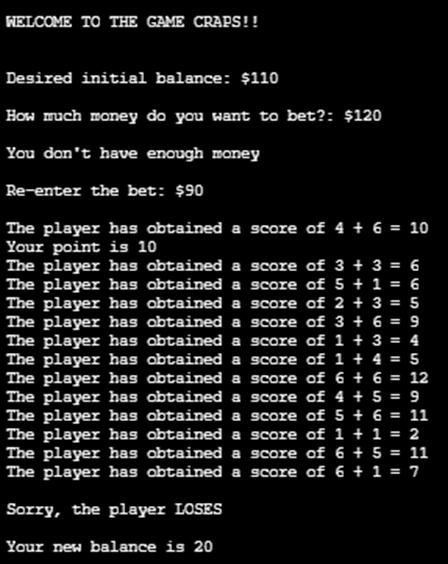 WELCOME TO THE GAME CRAPS!!
Desired initial balance: $110
How much money do you want to bet?: $120
You don't have enough money
Re-enter the bet: $90
The player has obtained a score of 4 + 6 = 10
Your point is 10
The player has obtained a score of 3 + 3 = 6
The player has obtained a score of 5 + 1 = 6
The player has obtained a score of 2 + 3 = 5
The player has obtained a score of 3 + 6 = 9
The player has obtained a score of 1 + 3 = 4
The player has obtained a score of 1 + 4 = 5
The player has obtained a score of 6 + 6 = 12
The player has obtained a score of 4 + 5 = 9
The player has obtained a score of 5 + 6 = 11
The player has obtained a score of 1 + 1 = 2
The player has obtained a score of 6 + 5 = 11
The player has obtained a score of 6 + 1 = 7
Sorry, the player LOSES
Your new balance is 20